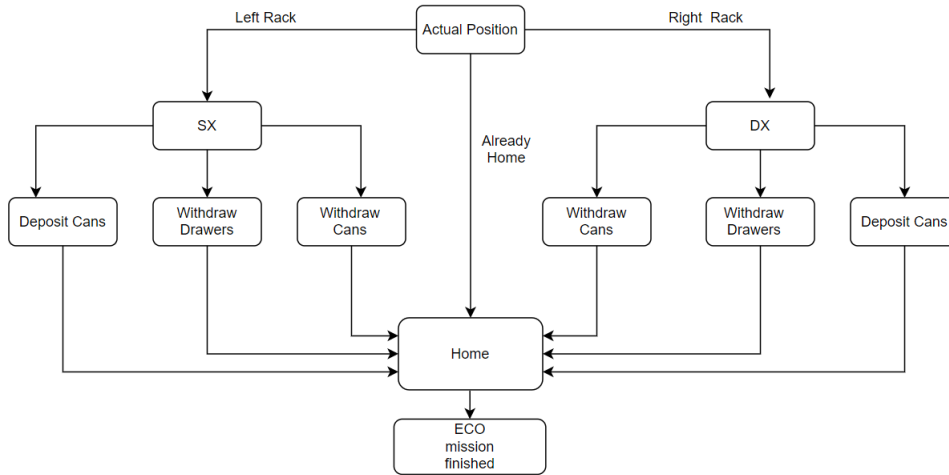 Left Rack
Actual Position
Right Rack
SX
Already
Home
DX
Deposit Cans
Withdraw
Drawers
Withdraw
Cans
Withdraw
Cans
Withdraw
Drawers
Deposit Cans
Home
ECO
mission
finished